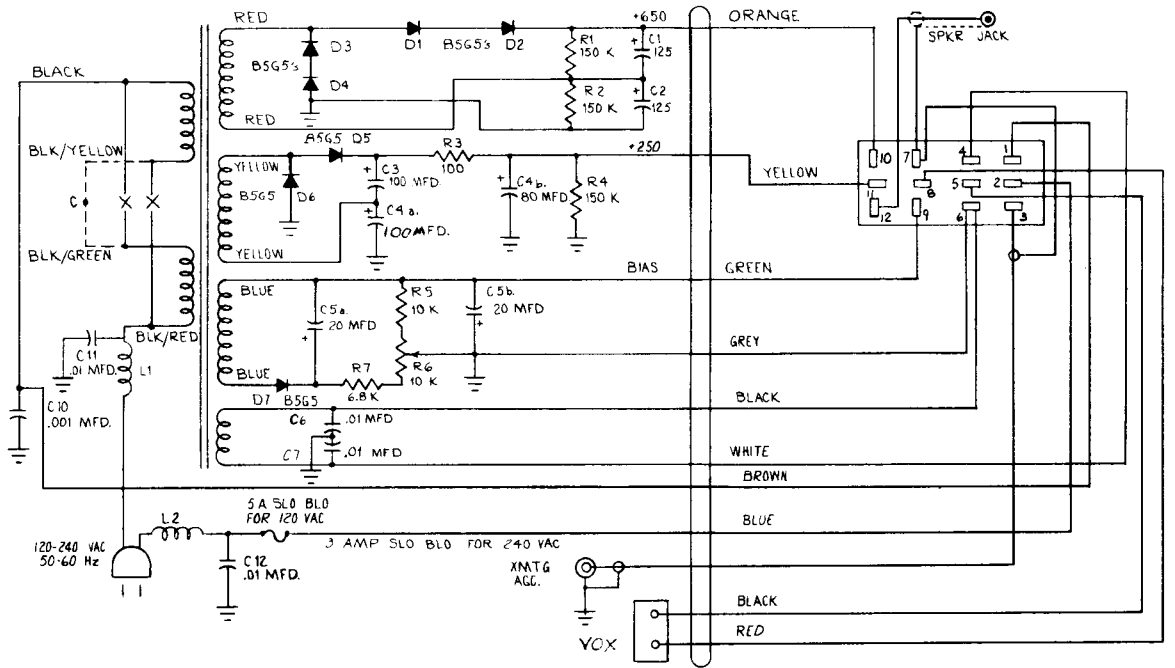 RED
+650
ORANGE
SPKR JACK
D3
D1
B5G5's
D2
R1
150 K
C1
125
B5G5's
D4
R2
150K
C2
125
BLACK
RED
BLK/YELLOW
B5G5 D5
R3
100
+250
YELLOW
YELLOW
B5G5
D6
C3
100 MFD.
C4b.
80 MFD
R4
150 K
C4a.
100MFD.
C
YELLOW
BLK/GREEN
10
7
4
1
11
8
5
2
12
9
6
3
BIAS
GREEN
BLUE
C5a.
20 MFD
R5
10 K
C5b.
20 MFD
BLK/RED
GREY
C11
.01 MFD.
L1
BLUE
D7
B5G5
R7
6.8K
R6
10 K
BLACK
C10
.001 MFD.
C6
.01 MFD
C7
.01 MFD
WHITE
BROWN
5A SLO BLO
FOR 120 VAC
L2
BLUE
3 AMP SLO BLO FOR 240 VAC
120-240 VAC
50-60 Hz
C12
.01 MFD.
XMTG
AGC.
BLACK
VOX
RED